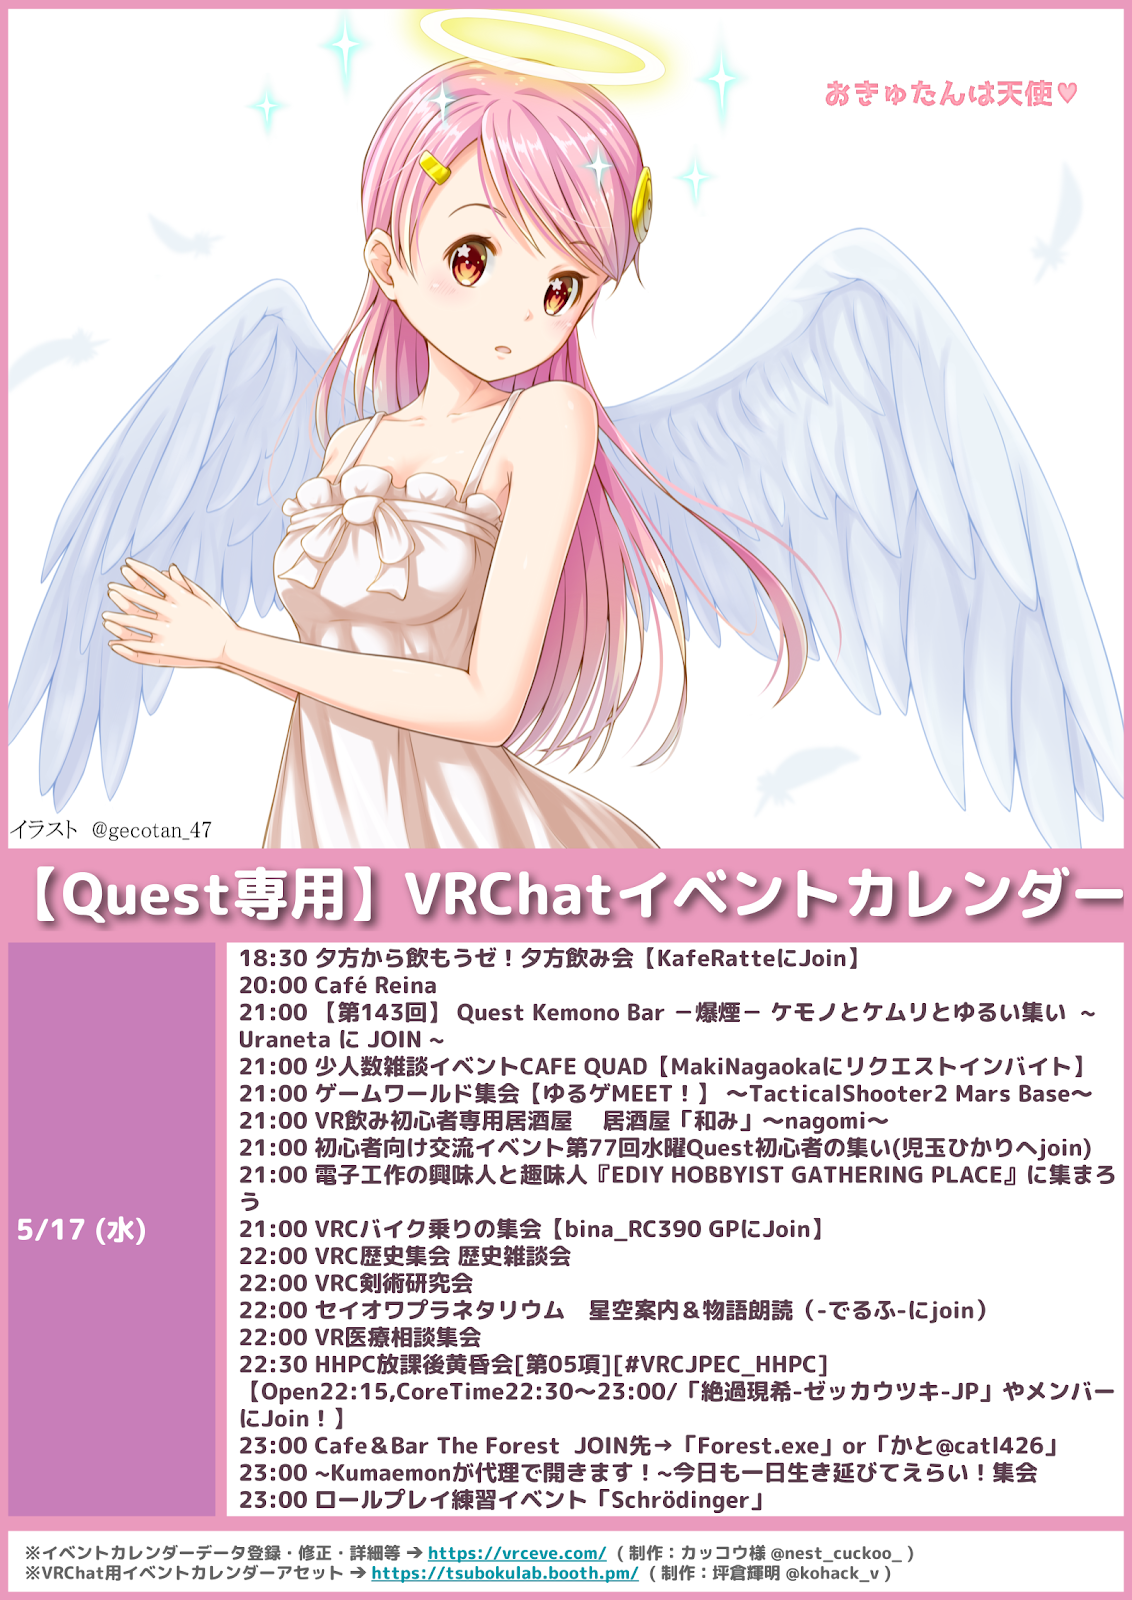 おきゅたんは天使♥
イラスト @gecotan_47
【Quest専用】VRChatイベントカレンダー
5/17 (水)
18:30 夕方から飲もうゼ！夕方飲み会【KafeRatteにJoin】
20:00 Café Reina
21:00 【第143回】 Quest Kemono Bar －爆煙－ ケモノとケムリとゆるい集い ～
Uraneta に JOIN ~
21:00 少人数雑談イベントCAFE QUAD【MakiNagaokaにリクエストインバイト】
21:00 ゲームワールド集会【ゆるゲMEET！】 ～TacticalShooter2 Mars Base～
21:00 VR飲み初心者専用居酒屋　居酒屋「和み」～nagomi～
21:00 初心者向け交流イベント第77回水曜Quest初心者の集い(児玉ひかりへjoin)
21:00 電子工作の興味人と趣味人『EDIY HOBBYIST GATHERING PLACE』に集まろ
う
21:00 VRCバイク乗りの集会【bina_RC390 GPにJoin】
22:00 VRC歴史集会 歴史雑談会
22:00 VRC剣術研究会
22:00 セイオワプラネタリウム　星空案内＆物語朗読（-でるふ-にjoin）
22:00 VR医療相談集会
22:30 HHPC放課後黄昏会[第05項][#VRCJPEC_HHPC]
【Open22:15,CoreTime22:30～23:00/「絶過現希-ゼッカウツキ-JP」やメンバー
にJoin！】
23:00 Cafe＆Bar The Forest JOIN先→「Forest.exe」or「かと@catl426」
23:00 ~Kumaemonが代理で開きます！~今日も一日生き延びてえらい！集会
23:00 ロールプレイ練習イベント「Schrödinger」
※イベントカレンダーデータ登録・修正・詳細等 ➔ https://vrceve.com/ ( 制作：カッコウ様 @nest_cuckoo_ )
※VRChat用イベントカレンダーアセット ➔ https://tsubokulab.booth.pm/ ( 制作：坪倉輝明 @kohack_v )